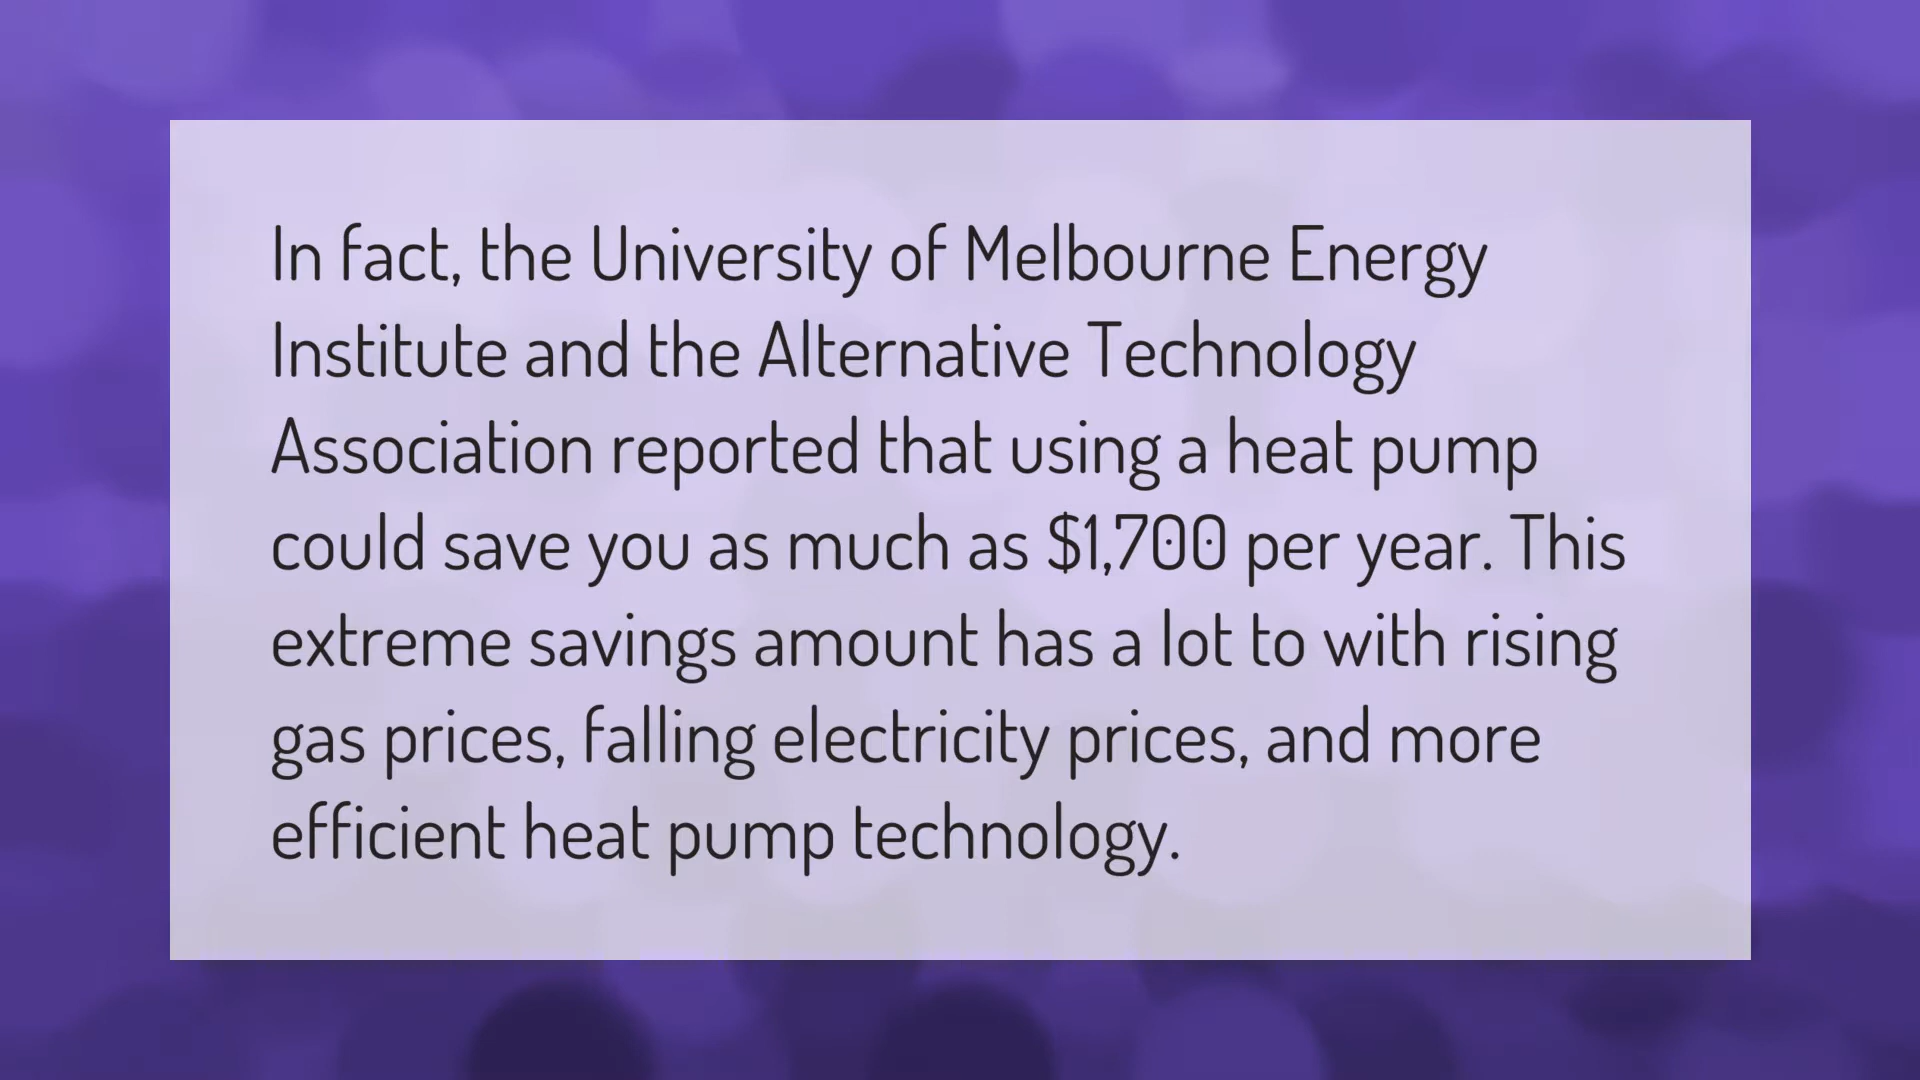 In fact, the University of Melbourne Energy
Institute and the Alternative Technology
Association reported that using a heat pump
could save you as much as $1,700 per year. This
extreme savings amount has a lot to with rising
gas prices, falling electricity prices, and more
efficient heat pump technology.